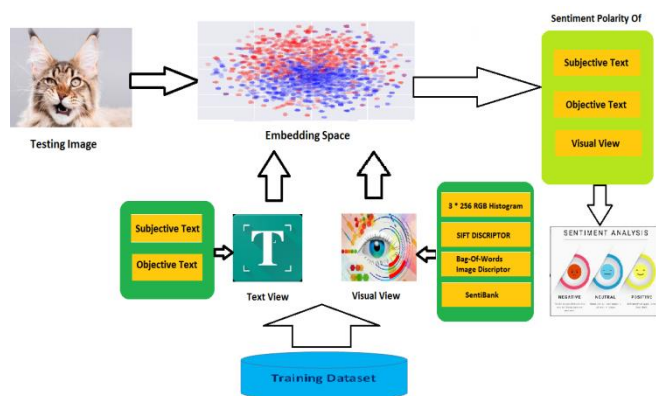 Sentiment Polarity Of
Subjective Text
Objective Text
Visual View
Testing Image
Embedding Space
Subjective Text
Objective Text
T
Text View
Visual View
3 * 256 RGB Histogram
SIFT DISCRIPTOR
Bag-Of-Words
Image Discriptor
SentiBank
SENTIMENT ANALYSIS
NEGATIVE
NEUTRAL
POSITIVE
Training Dataset